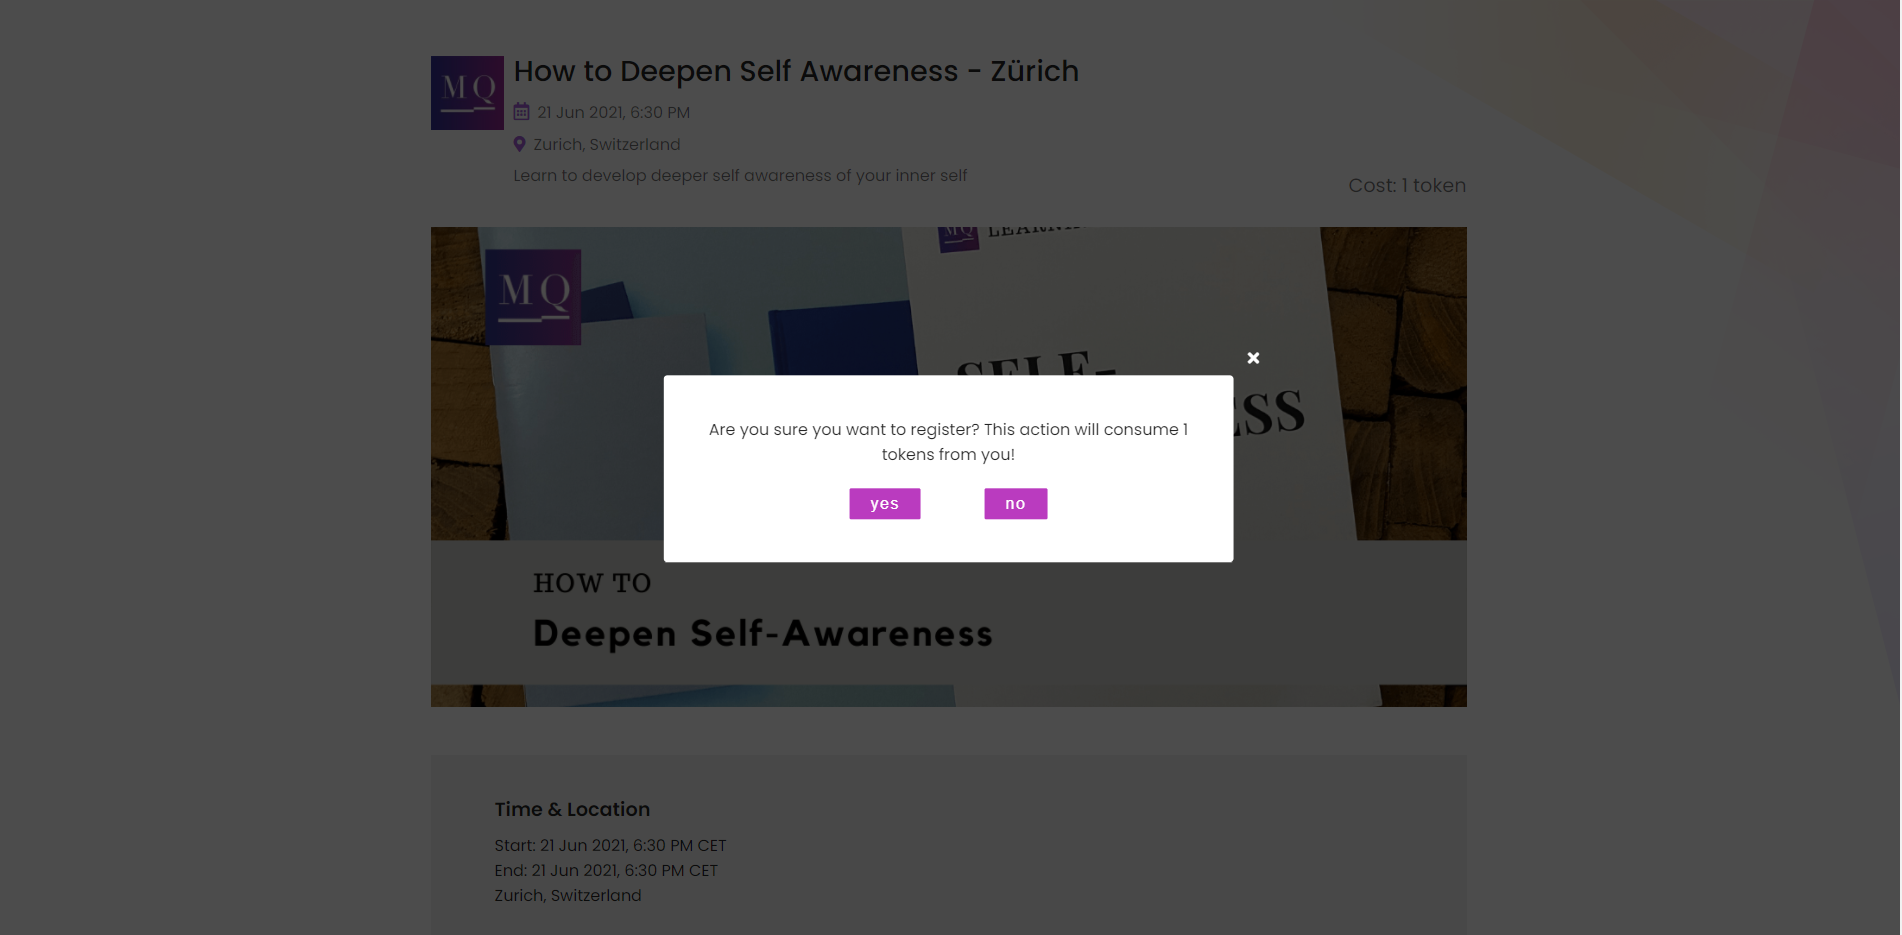 MQ
How to Deepen Self Awareness - Zürich
21 Jun 2021, 6:30 PM
Zurich, Switzerland
Learn to develop deeper self awareness of your inner self
Cost: 1 token
MQ
MQ
SELF-
ESS
Are you sure you want to register? This action will consume 1
tokens from you!
yes
no
HOW TO
Deepen Self-Awareness
Time & Location
Start: 21 Jun 2021, 6:30 PM CET
End: 21 Jun 2021, 6:30 PM CET
Zurich, Switzerland